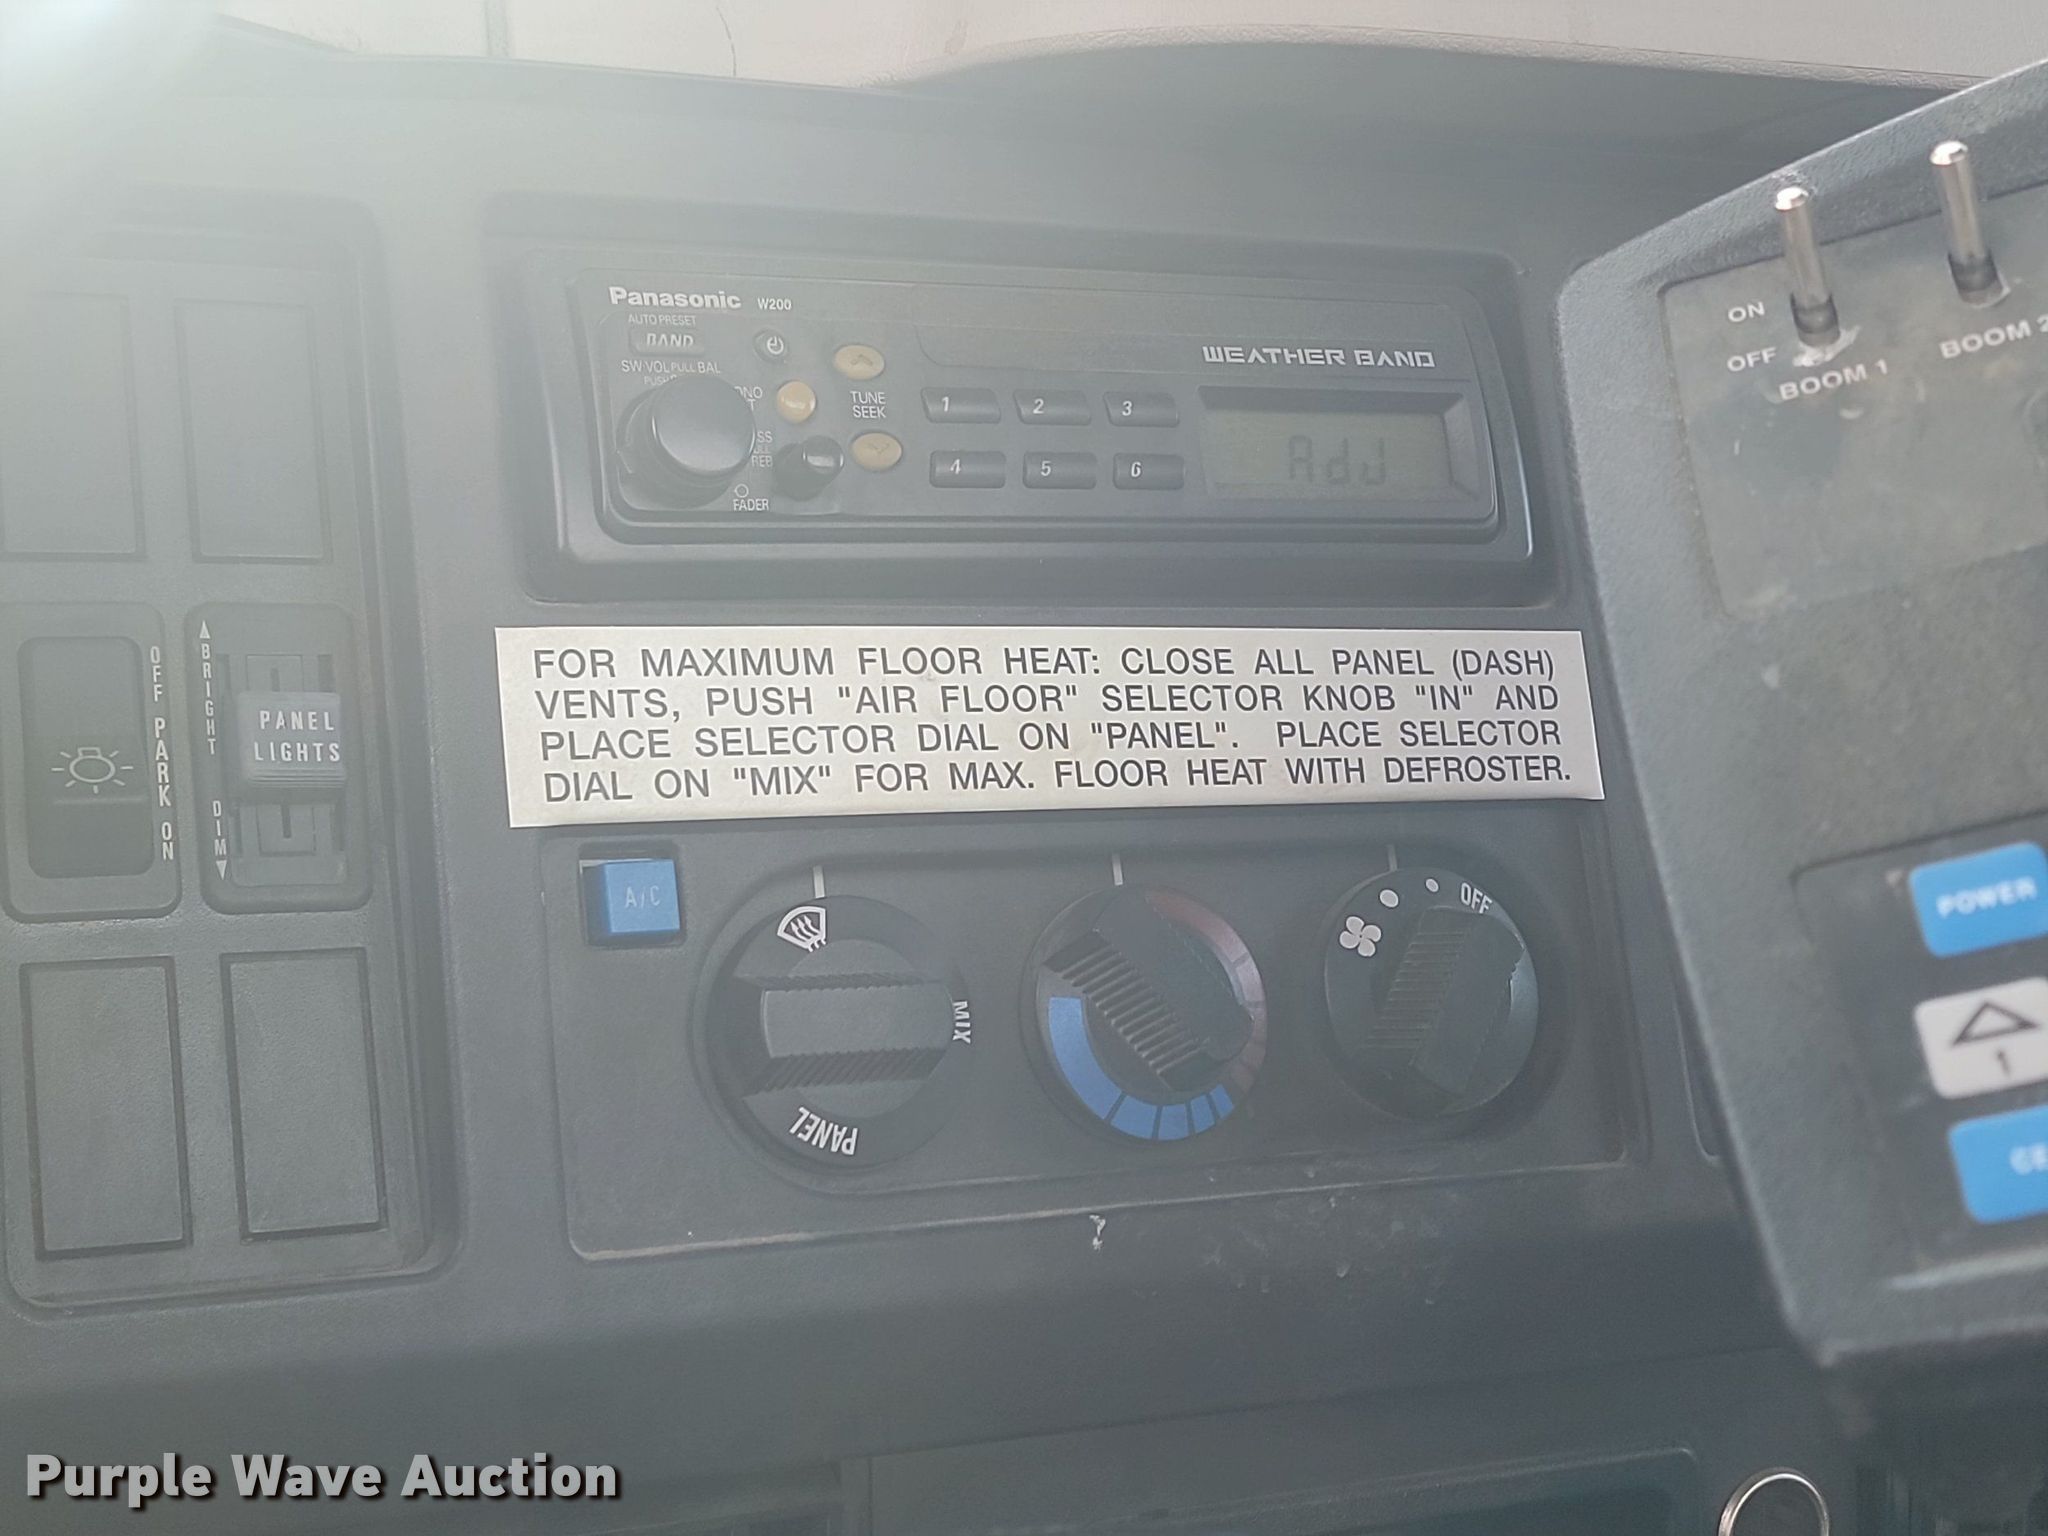 Panasonic W200
AUTO PRESET
BAND
SW VOL PULL BAL
PUSH
TUNE
SEEK
FADER
1 2 3
4 5 6
WEATHER BAND
AdJ
ON
OFF
BOOM 1
BOOM 2
OFF PARK ON
BRIGHT
PANEL
LIGHTS
DIM
FOR MAXIMUM FLOOR HEAT: CLOSE ALL PANEL (DASH)
VENTS, PUSH "AIR FLOOR" SELECTOR KNOB "IN" AND
PLACE SELECTOR DIAL ON "PANEL". PLACE SELECTOR
DIAL ON "MIX" FOR MAX. FLOOR HEAT WITH DEFROSTER.
A/C
MIX
PANEL
OFF
POWER
1
Purple Wave Auction